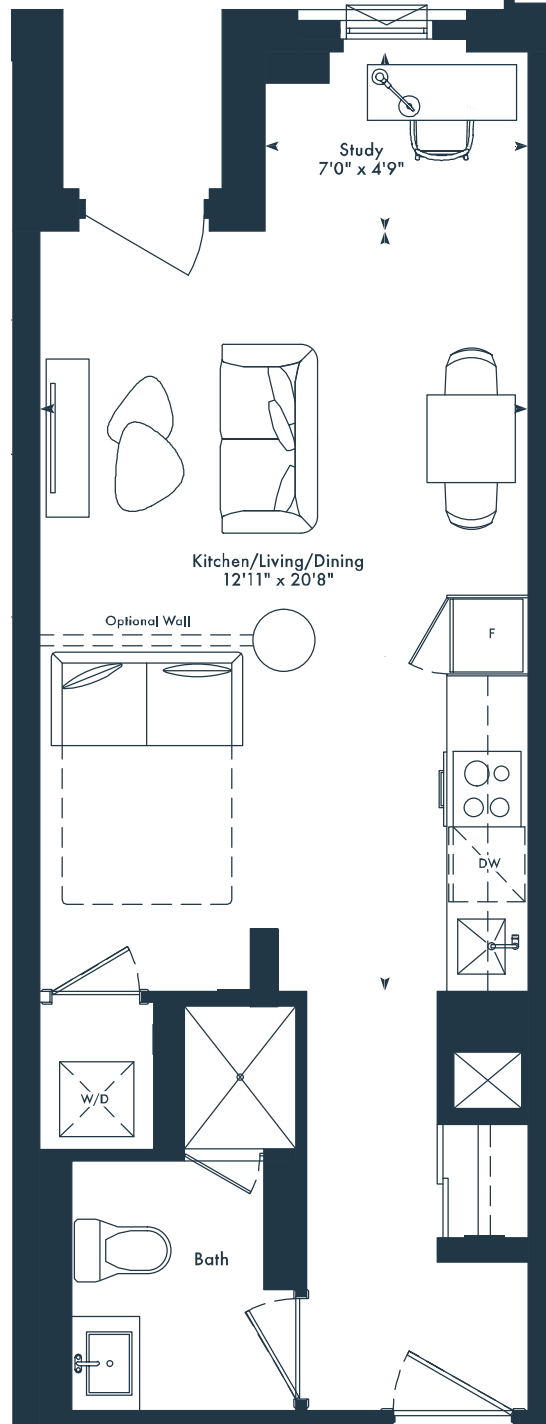 Study
7'0" x 4'9"
Kitchen/Living/Dining
12'11" x 20'8"
Optional Wall
F
DW
W/D
Bath